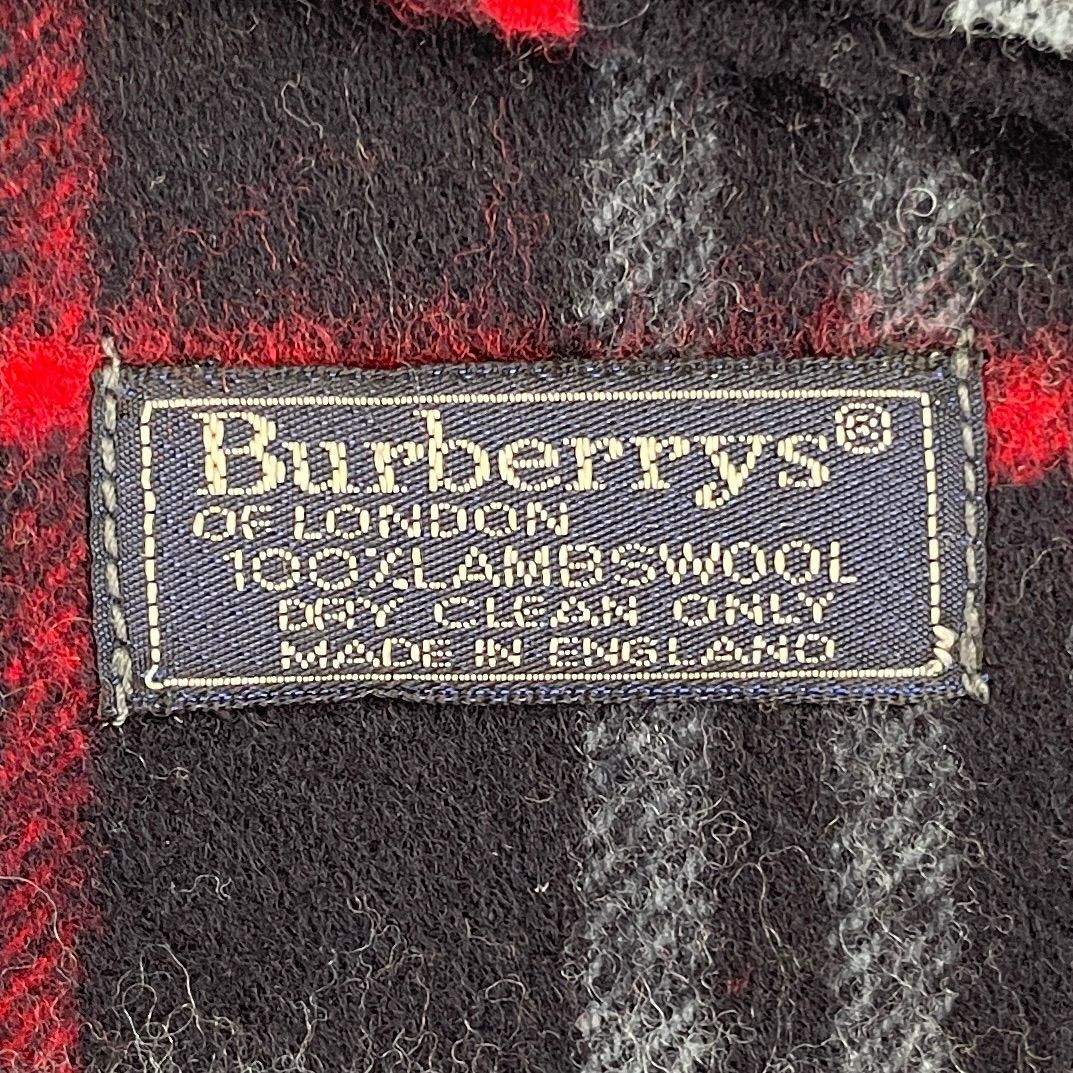 Burberrys®
OF LONDON
100% LAMBSWOOL
DRY CLEAN ONLY
MADE IN ENGLAND